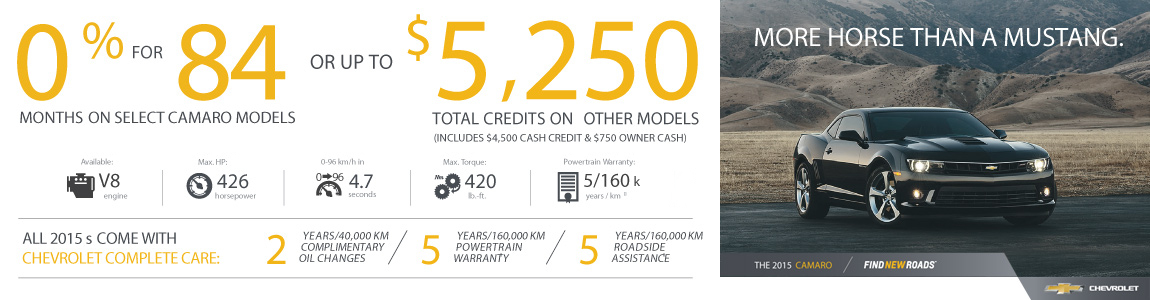 0% FOR 84
MONTHS ON SELECT CAMARO MODELS
OR UP TO
$5,250
TOTAL CREDITS ON OTHER MODELS
(INCLUDES $4,500 CASH CREDIT & $750 OWNER CASH)
Available:
V8
engine
Max. HP:
426
horsepower
0-96 km/h in
0 96
4.7
seconds
Max. Torque:
Nm
420
lb.-ft.
Powertrain Warranty:
5/160 k
years / km
ALL 2015 s COME WITH
CHEVROLET COMPLETE CARE:
2
YEARS/40,000 KM
COMPLIMENTARY
OIL CHANGES
5
YEARS/160,000 KM
POWERTRAIN
WARRANTY
5
YEARS/160,000 KM
ROADSIDE
ASSISTANCE
MORE HORSE THAN A MUSTANG.
THE 2015 CAMARO / FIND NEW ROADS
CHEVROLET